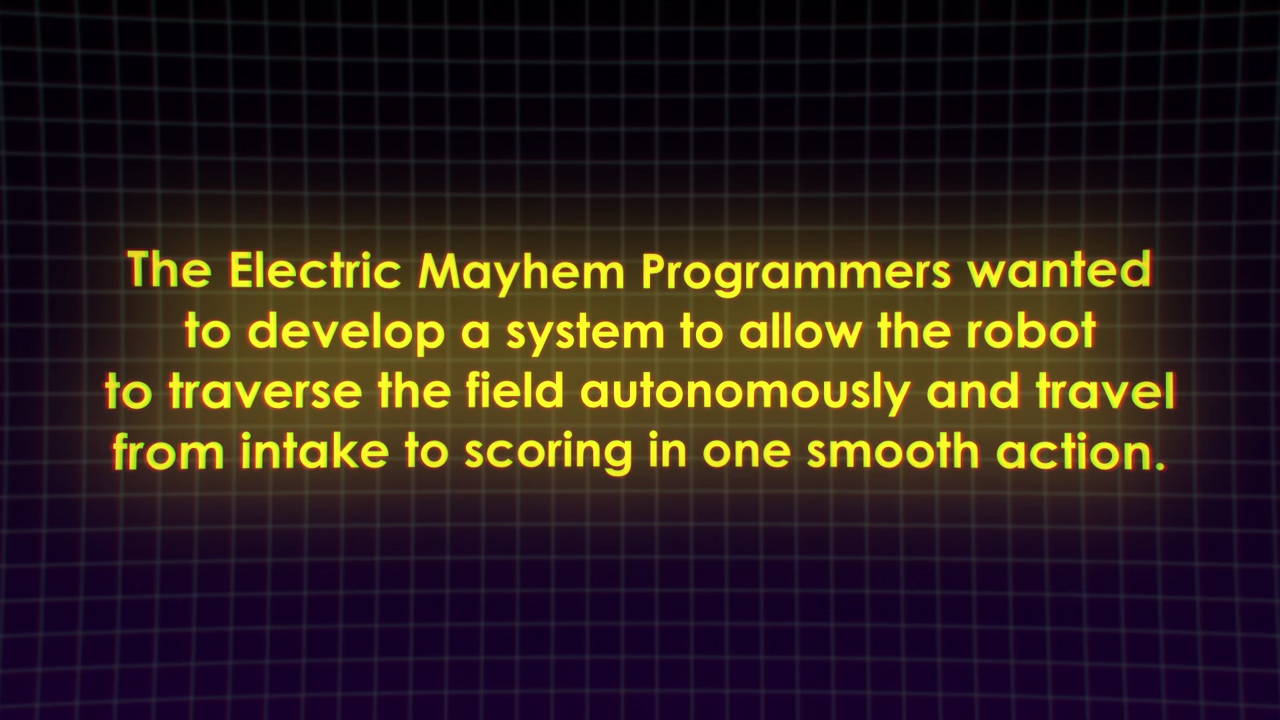 The Electric Mayhem Programmers wanted
to develop a system to allow the robot
to traverse the field autonomously and travel
from intake to scoring in one smooth action.